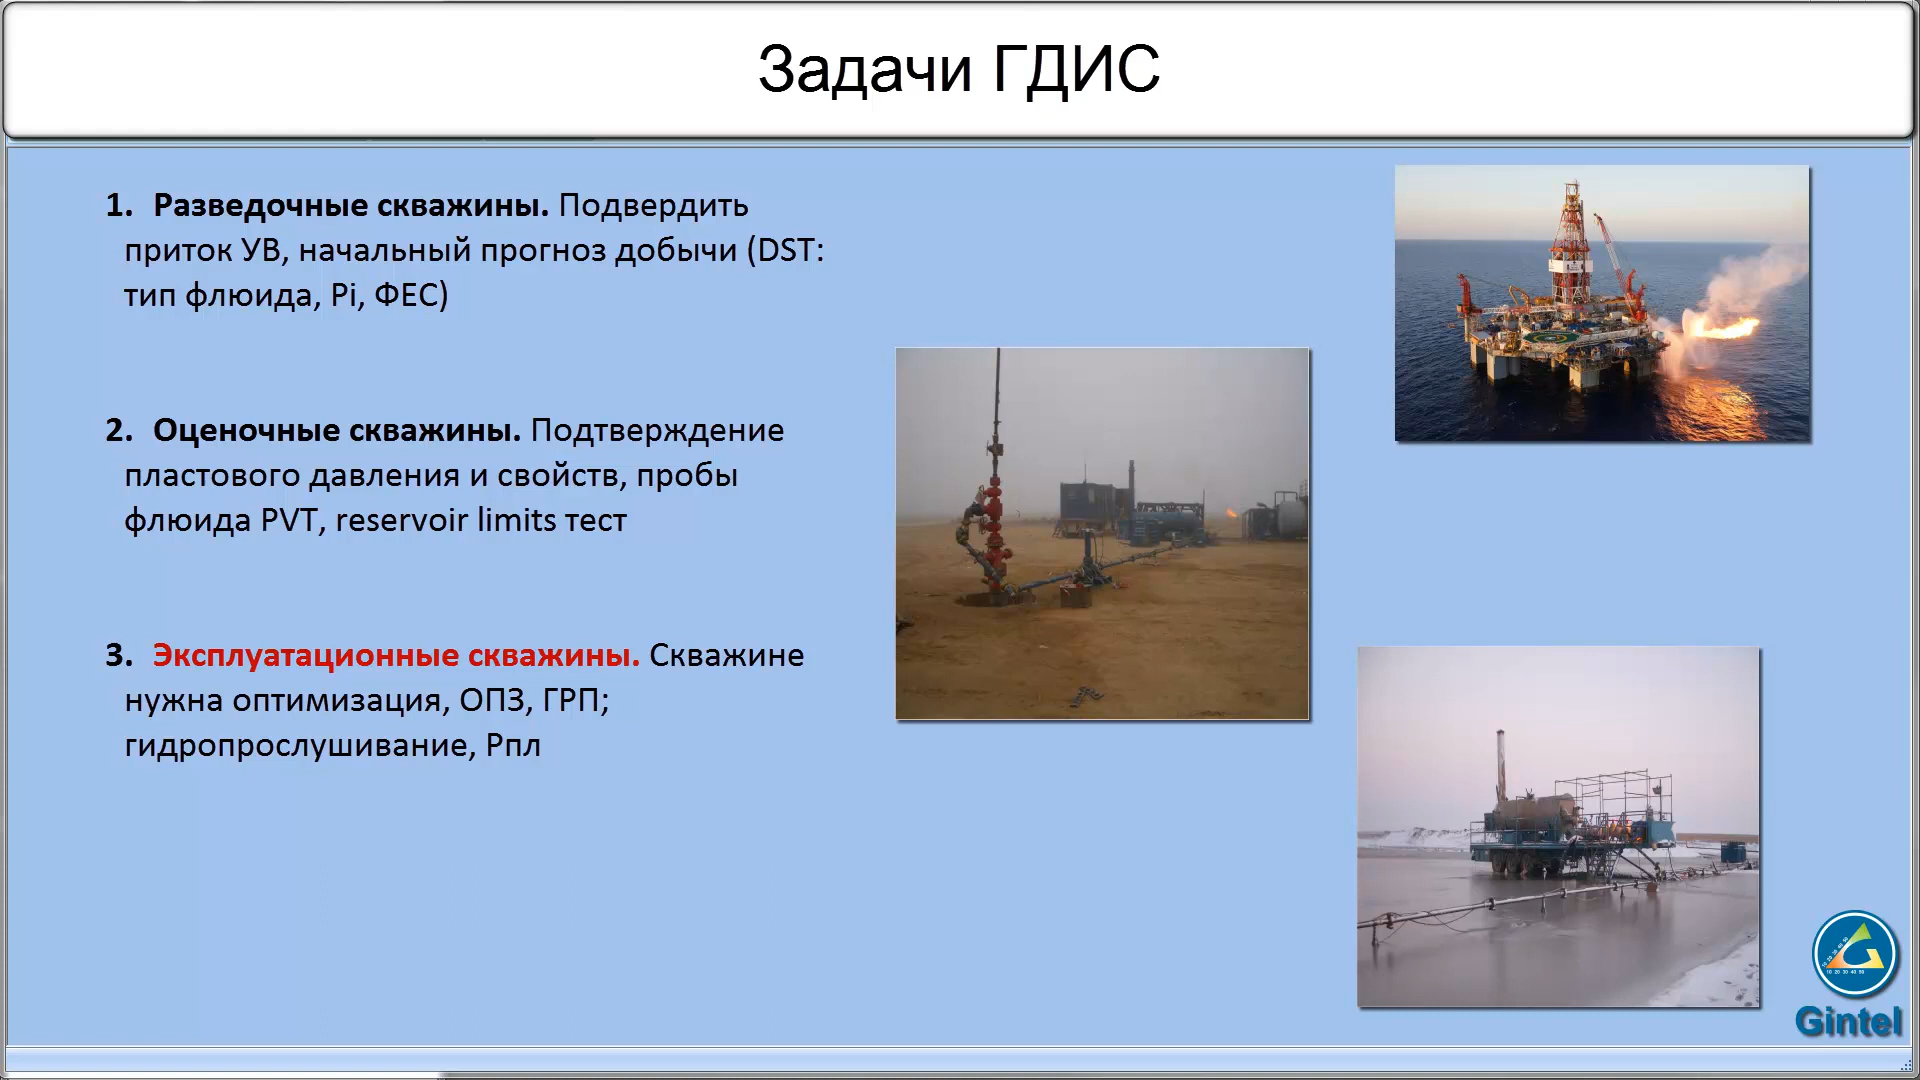 Задачи ГДИС
1. Разведочные скважины. Подвердить
приток УВ, начальный прогноз добычи (DST:
тип флюида, Pi, ФЕС)
2. Оценочные скважины. Подтверждение
пластового давления и свойств, пробы
флюида PVT, reservoir limits тест
3. Эксплуатационные скважины. Скважине
нужна оптимизация, ОПЗ, ГРП;
гидропрослушивание, Рпл
Gintel